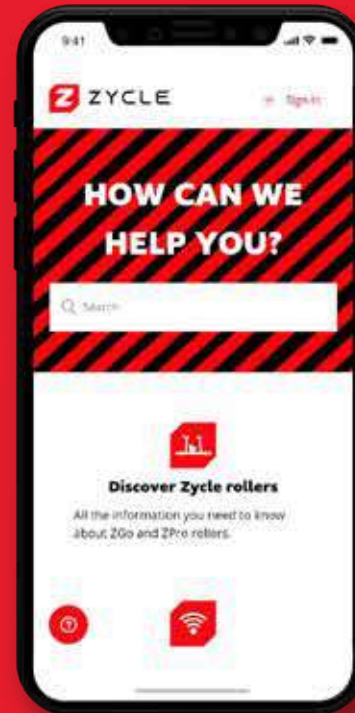 9:41
ZYCLE
Sign in
HOW CAN WE
HELP YOU?
Search
Discover Zycle rollers
All the information you need to know
about ZGo and ZPro rollers.